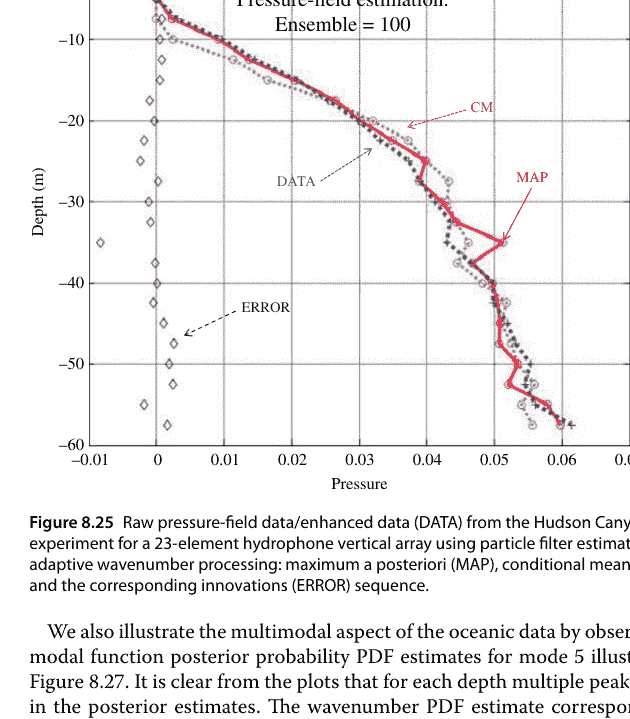 Pressure-field estimation:
Ensemble = 100
−10
−20
−30
−40
−50
−60
Depth (m)
CM
DATA
MAP
ERROR
−0.01 0 0.01 0.02 0.03 0.04 0.05 0.06 0.0
Pressure
Figure 8.25 Raw pressure-field data/enhanced data (DATA) from the Hudson Cany
experiment for a 23-element hydrophone vertical array using particle filter estimat
adaptive wavenumber processing: maximum a posteriori (MAP), conditional mean
and the corresponding innovations (ERROR) sequence.
We also illustrate the multimodal aspect of the oceanic data by obser
modal function posterior probability PDF estimates for mode 5 illust
Figure 8.27. It is clear from the plots that for each depth multiple peak
in the posterior estimates. The wavenumber PDF estimate correspor